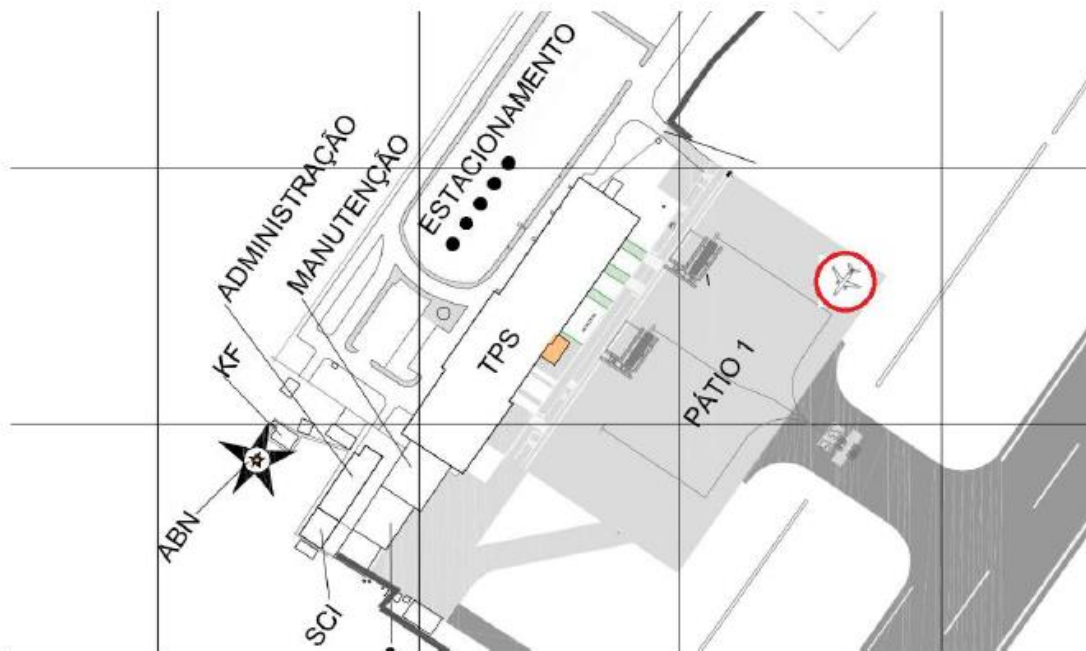 ESTACIONAMENTO
ADMINISTRAÇÃO
MANUTENÇÃO
KF
TPS
PÁTIO 1
ABN
SCI